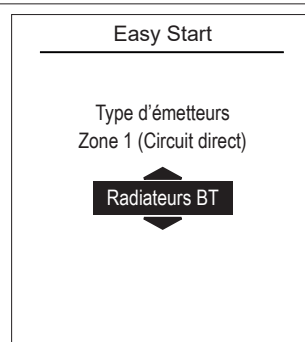 Easy Start
Type d'émetteurs
Zone 1 (Circuit direct)
Radiateurs BT